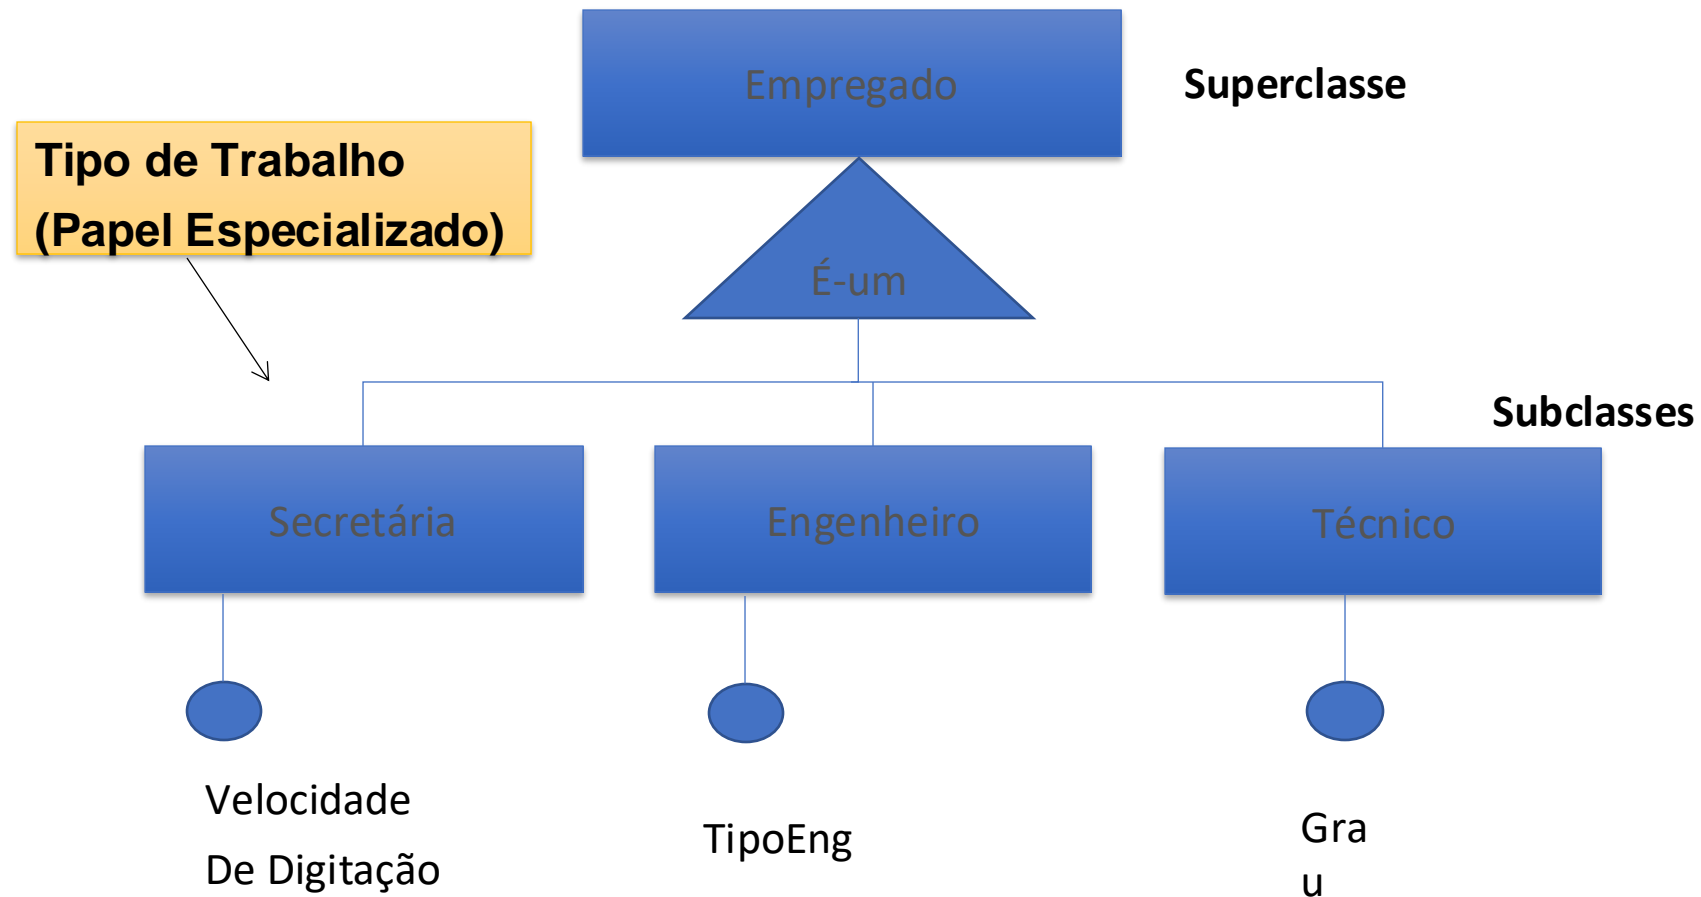 Empregado
Superclasse
Tipo de Trabalho
(Papel Especializado)
É-um
Subclasses
Secretária
Engenheiro
Técnico
Velocidade
De Digitação
TipoEng
Gra
u